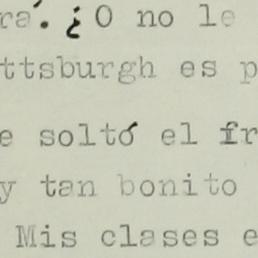 ra. ¿O no le
ttsburgh es p
e soltó el fr
y tan bonito
Mis clases e